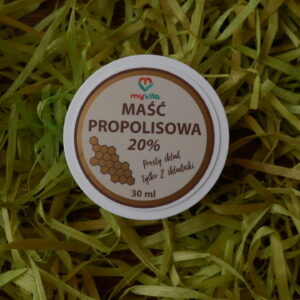 myvita
MAŚĆ
PROPOLISOWA
20%
Prosty skład
Tylko 2 składniki
30 ml